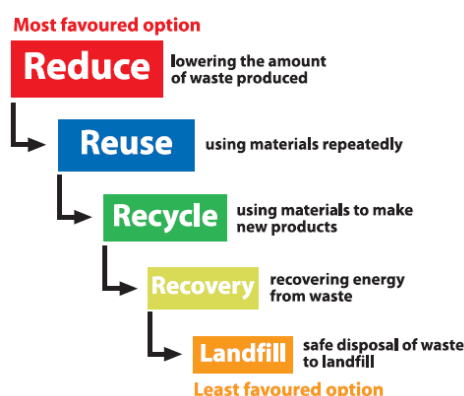 Most favoured option
Reduce
lowering the amount
of waste produced
Reuse
using materials repeatedly
Recycle
using materials to make
new products
Recovery
recovering energy
from waste
Landfill
safe disposal of waste
to landfill
Least favoured option